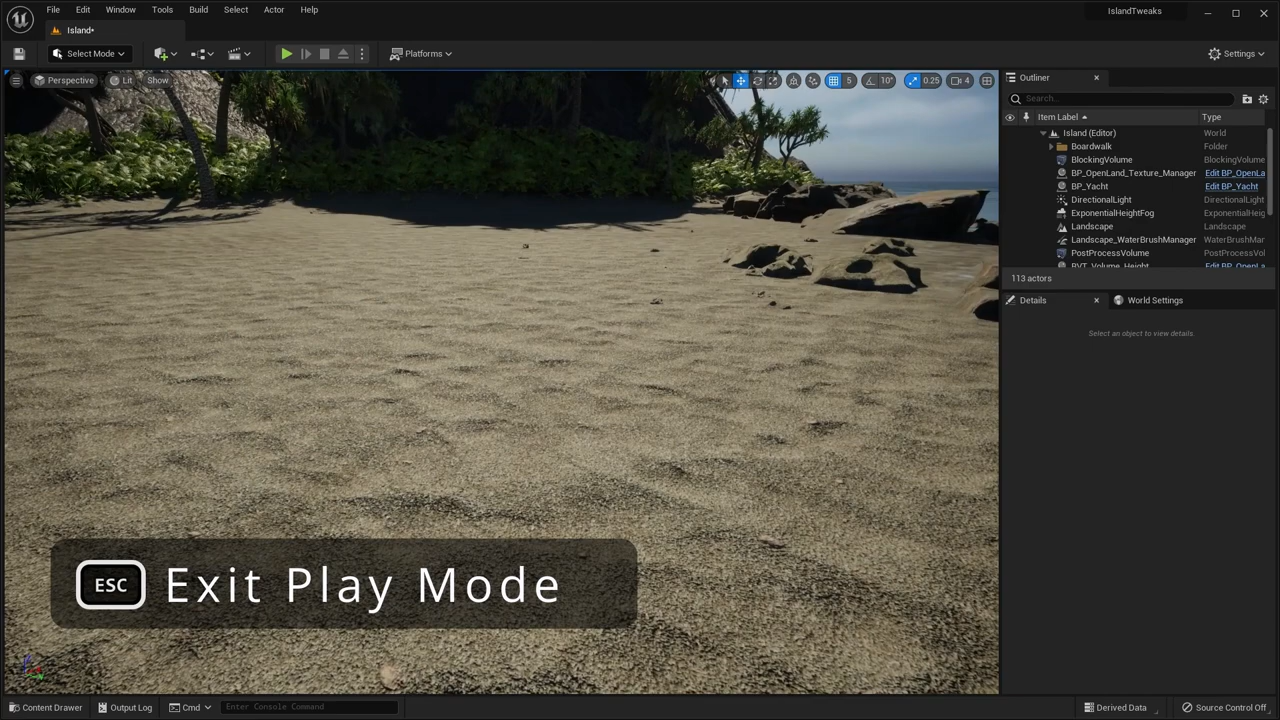 File Edit Window Tools Build Select Actor Help
IslandTweaks
Island*
Select Mode
Platforms
Settings
Perspective Lit Show
5 10° 0.25 4
Outliner
Search...
Item Label Type
Island (Editor) World
Boardwalk Folder
BlockingVolume BlockingVolume
BP_OpenLand_Texture_Manager Edit BP_OpenLa
BP_Yacht Edit BP_Yacht
DirectionalLight DirectionalLight
ExponentialHeightFog ExponentialHeig
Landscape Landscape
Landscape_WaterBrushManager WaterBrushMar
PostProcessVolume PostProcessVol
RVT_Volume_Height Edit BP_OpenLa
113 actors
Details World Settings
Select an object to view details.
ESC Exit Play Mode
Content Drawer Output Log Cmd Enter Console Command
Derived Data Source Control Off